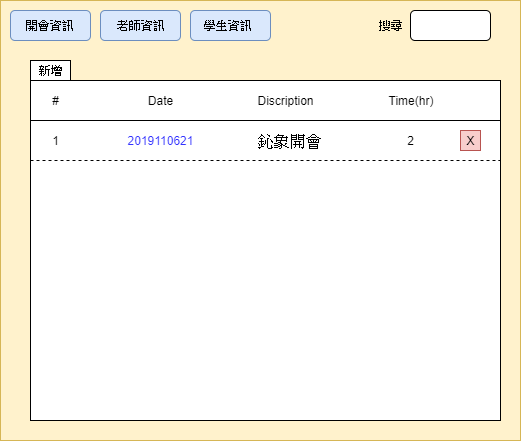 開會資訊 老師資訊 學生資訊 搜尋
新增
# Date Discription Time(hr)
1 2019110621 鈊象開會 2 X